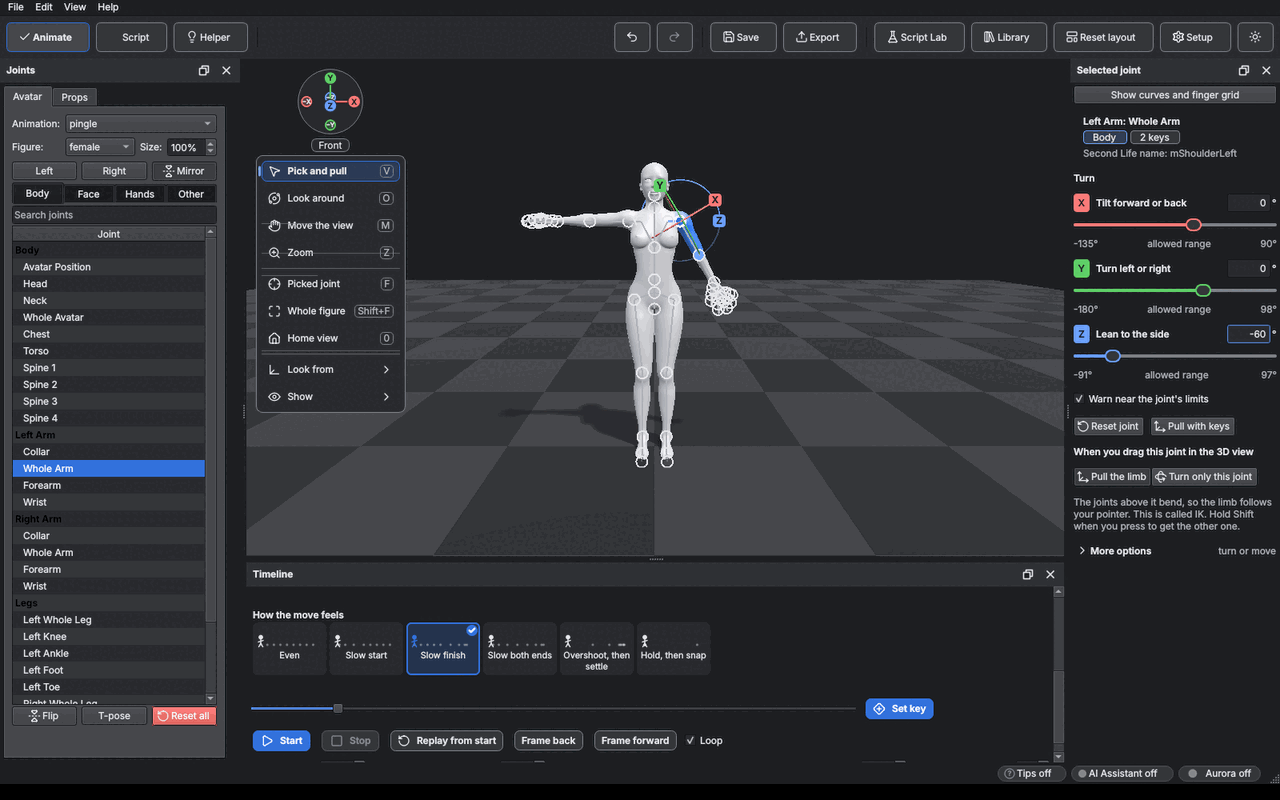 File Edit View Help
Animate Script Helper Save Export Script Lab Library Reset layout Setup
Joints
Avatar Props
Animation: pingle
Figure: female Size: 100%
Left Right Mirror
Body Face Hands Other
Search joints
Joint
Body
Avatar Position
Head
Neck
Whole Avatar
Chest
Torso
Spine 1
Spine 2
Spine 3
Spine 4
Left Arm
Collar
Whole Arm
Forearm
Wrist
Right Arm
Collar
Whole Arm
Forearm
Wrist
Legs
Left Whole Leg
Left Knee
Left Ankle
Left Foot
Left Toe
Right Whole Leg
Flip T-pose Reset all
Y
-X Z X
-Y
Front
Pick and pull V
Look around O
Move the view M
Zoom Z
Picked joint F
Whole figure Shift+F
Home view 0
Look from
Show
Y X Z
Timeline
How the move feels
Even
Slow start
Slow finish
Slow both ends
Overshoot, then
settle
Hold, then snap
Set key
Start Stop Replay from start Frame back Frame forward Loop
Selected joint
Show curves and finger grid
Left Arm: Whole Arm
Body 2 keys
Second Life name: mShoulderLeft
Turn
X Tilt forward or back 0 °
-135° allowed range 90°
Y Turn left or right 0 °
-180° allowed range 98°
Z Lean to the side -60 °
-91° allowed range 97°
Warn near the joint's limits
Reset joint Pull with keys
When you drag this joint in the 3D view
Pull the limb Turn only this joint
The joints above it bend, so the limb follows
your pointer. This is called IK. Hold Shift
when you press to get the other one.
More options turn or move
Tips off AI Assistant off Aurora off